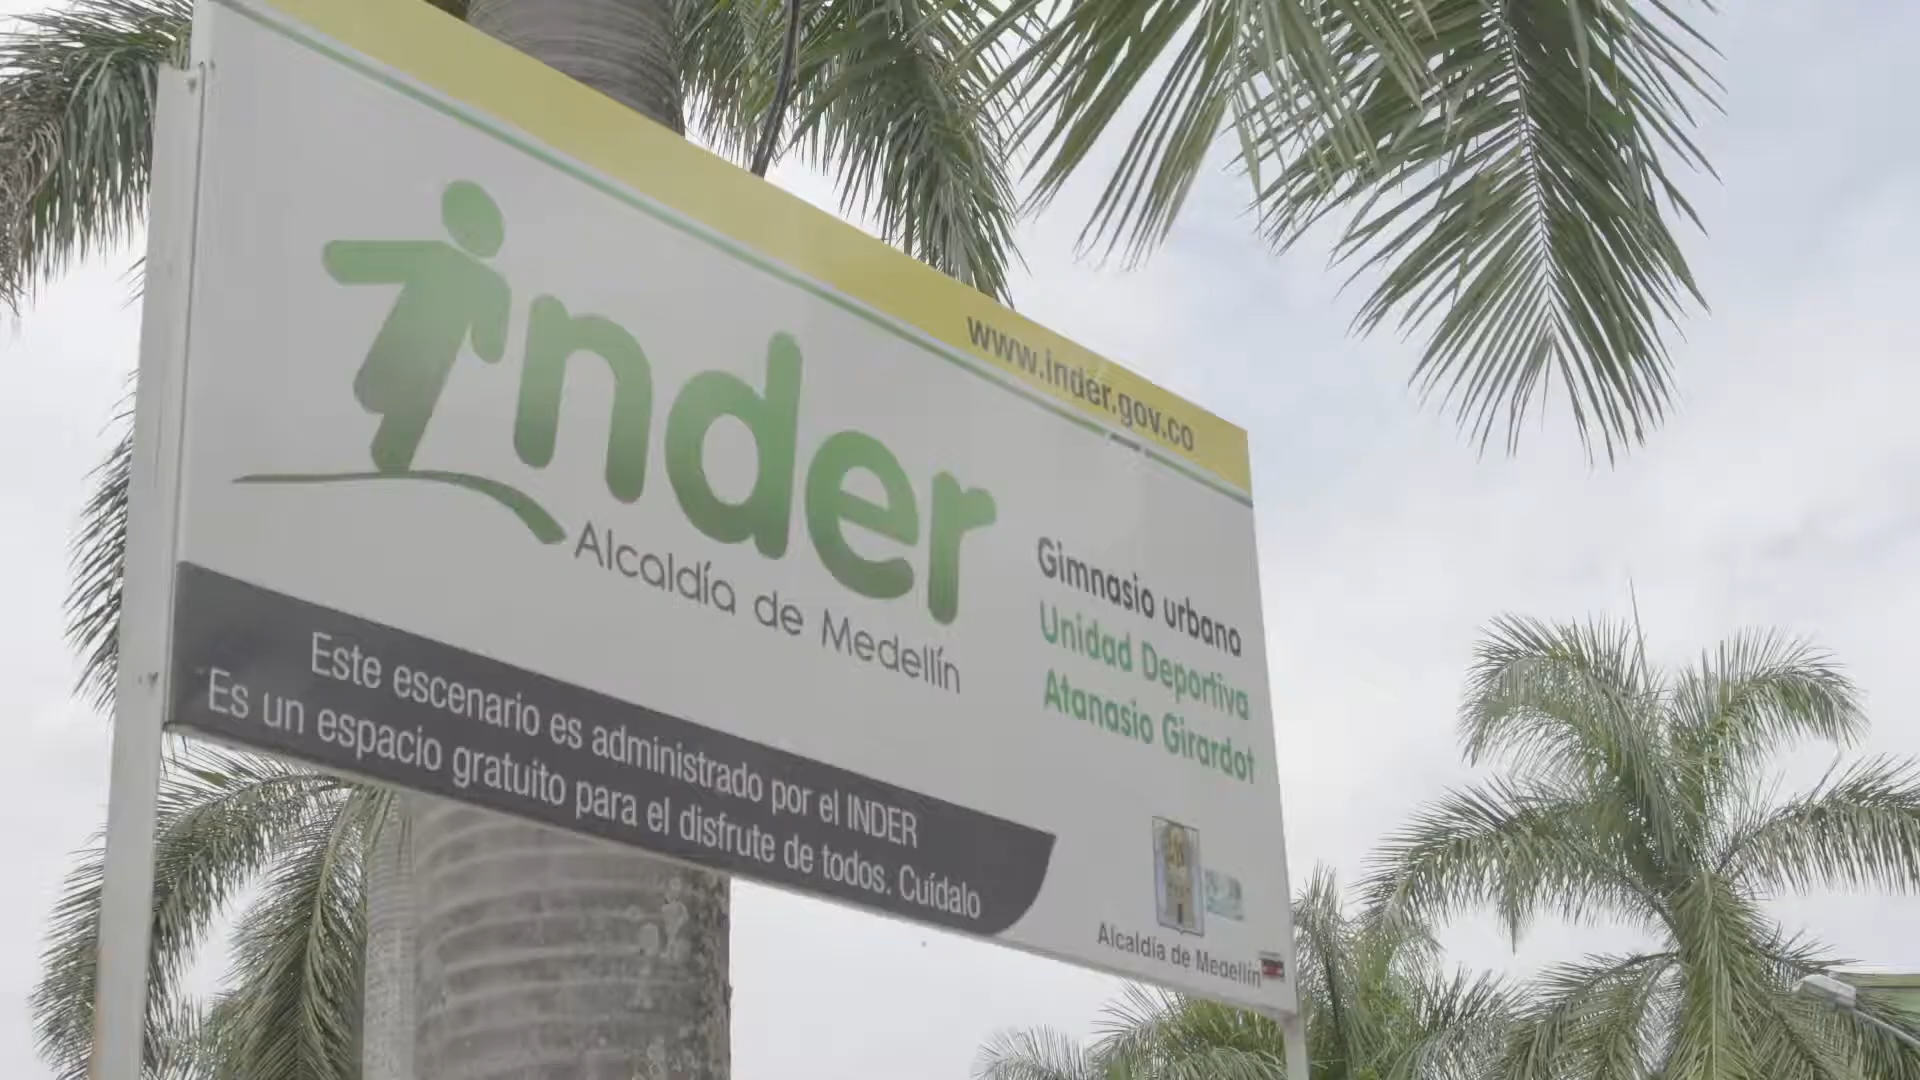 www.inder.gov.co
inder
Alcaldía de Medellín
Gimnasio urbano
Unidad Deportiva
Atanasio Girardot
Este escenario es administrado por el INDER
Es un espacio gratuito para el disfrute de todos. Cuídalo
Alcaldía de Medellín